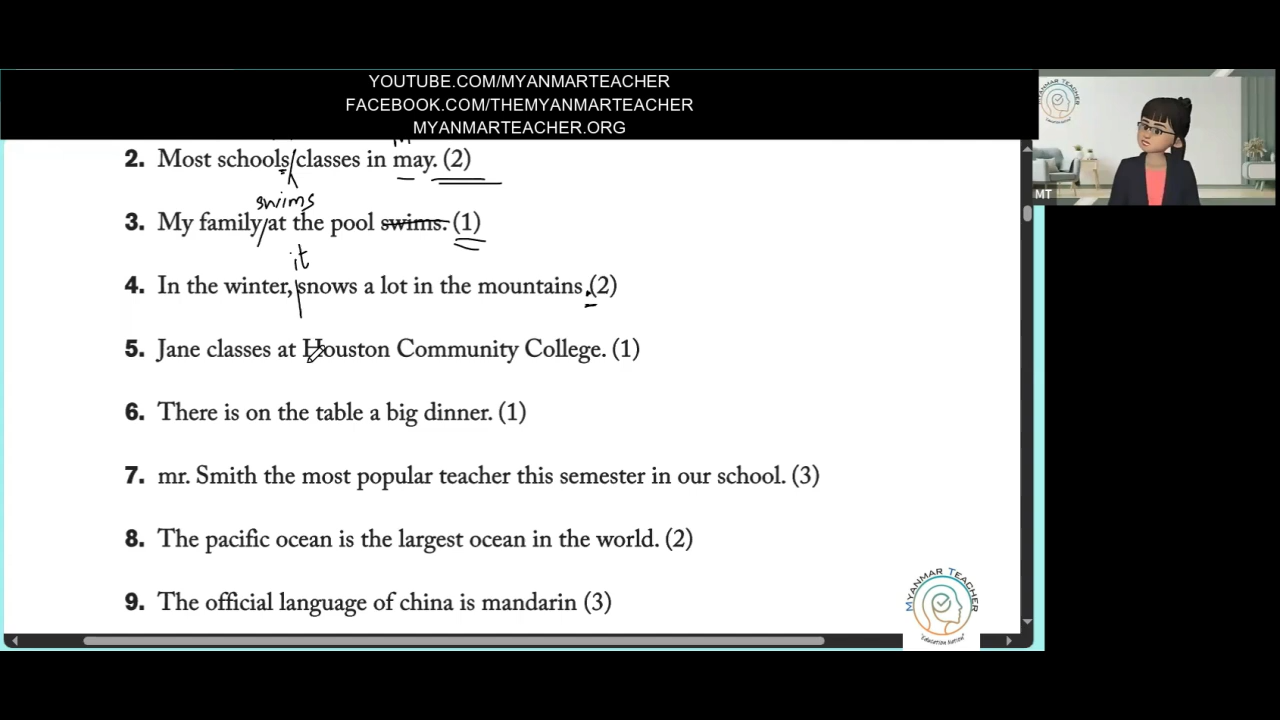 YOUTUBE.COM/MYANMARTEACHER
FACEBOOK.COM/THEMYANMARTEACHER
MYANMARTEACHER.ORG
2. Most schools classes in may. (2)
swims
3. My family at the pool swims. (1)
it
4. In the winter, snows a lot in the mountains. (2)
5. Jane classes at Houston Community College. (1)
6. There is on the table a big dinner. (1)
7. mr. Smith the most popular teacher this semester in our school. (3)
8. The pacific ocean is the largest ocean in the world. (2)
9. The official language of china is mandarin (3)
MT
MYANMAR TEACHER
"Education Nation"